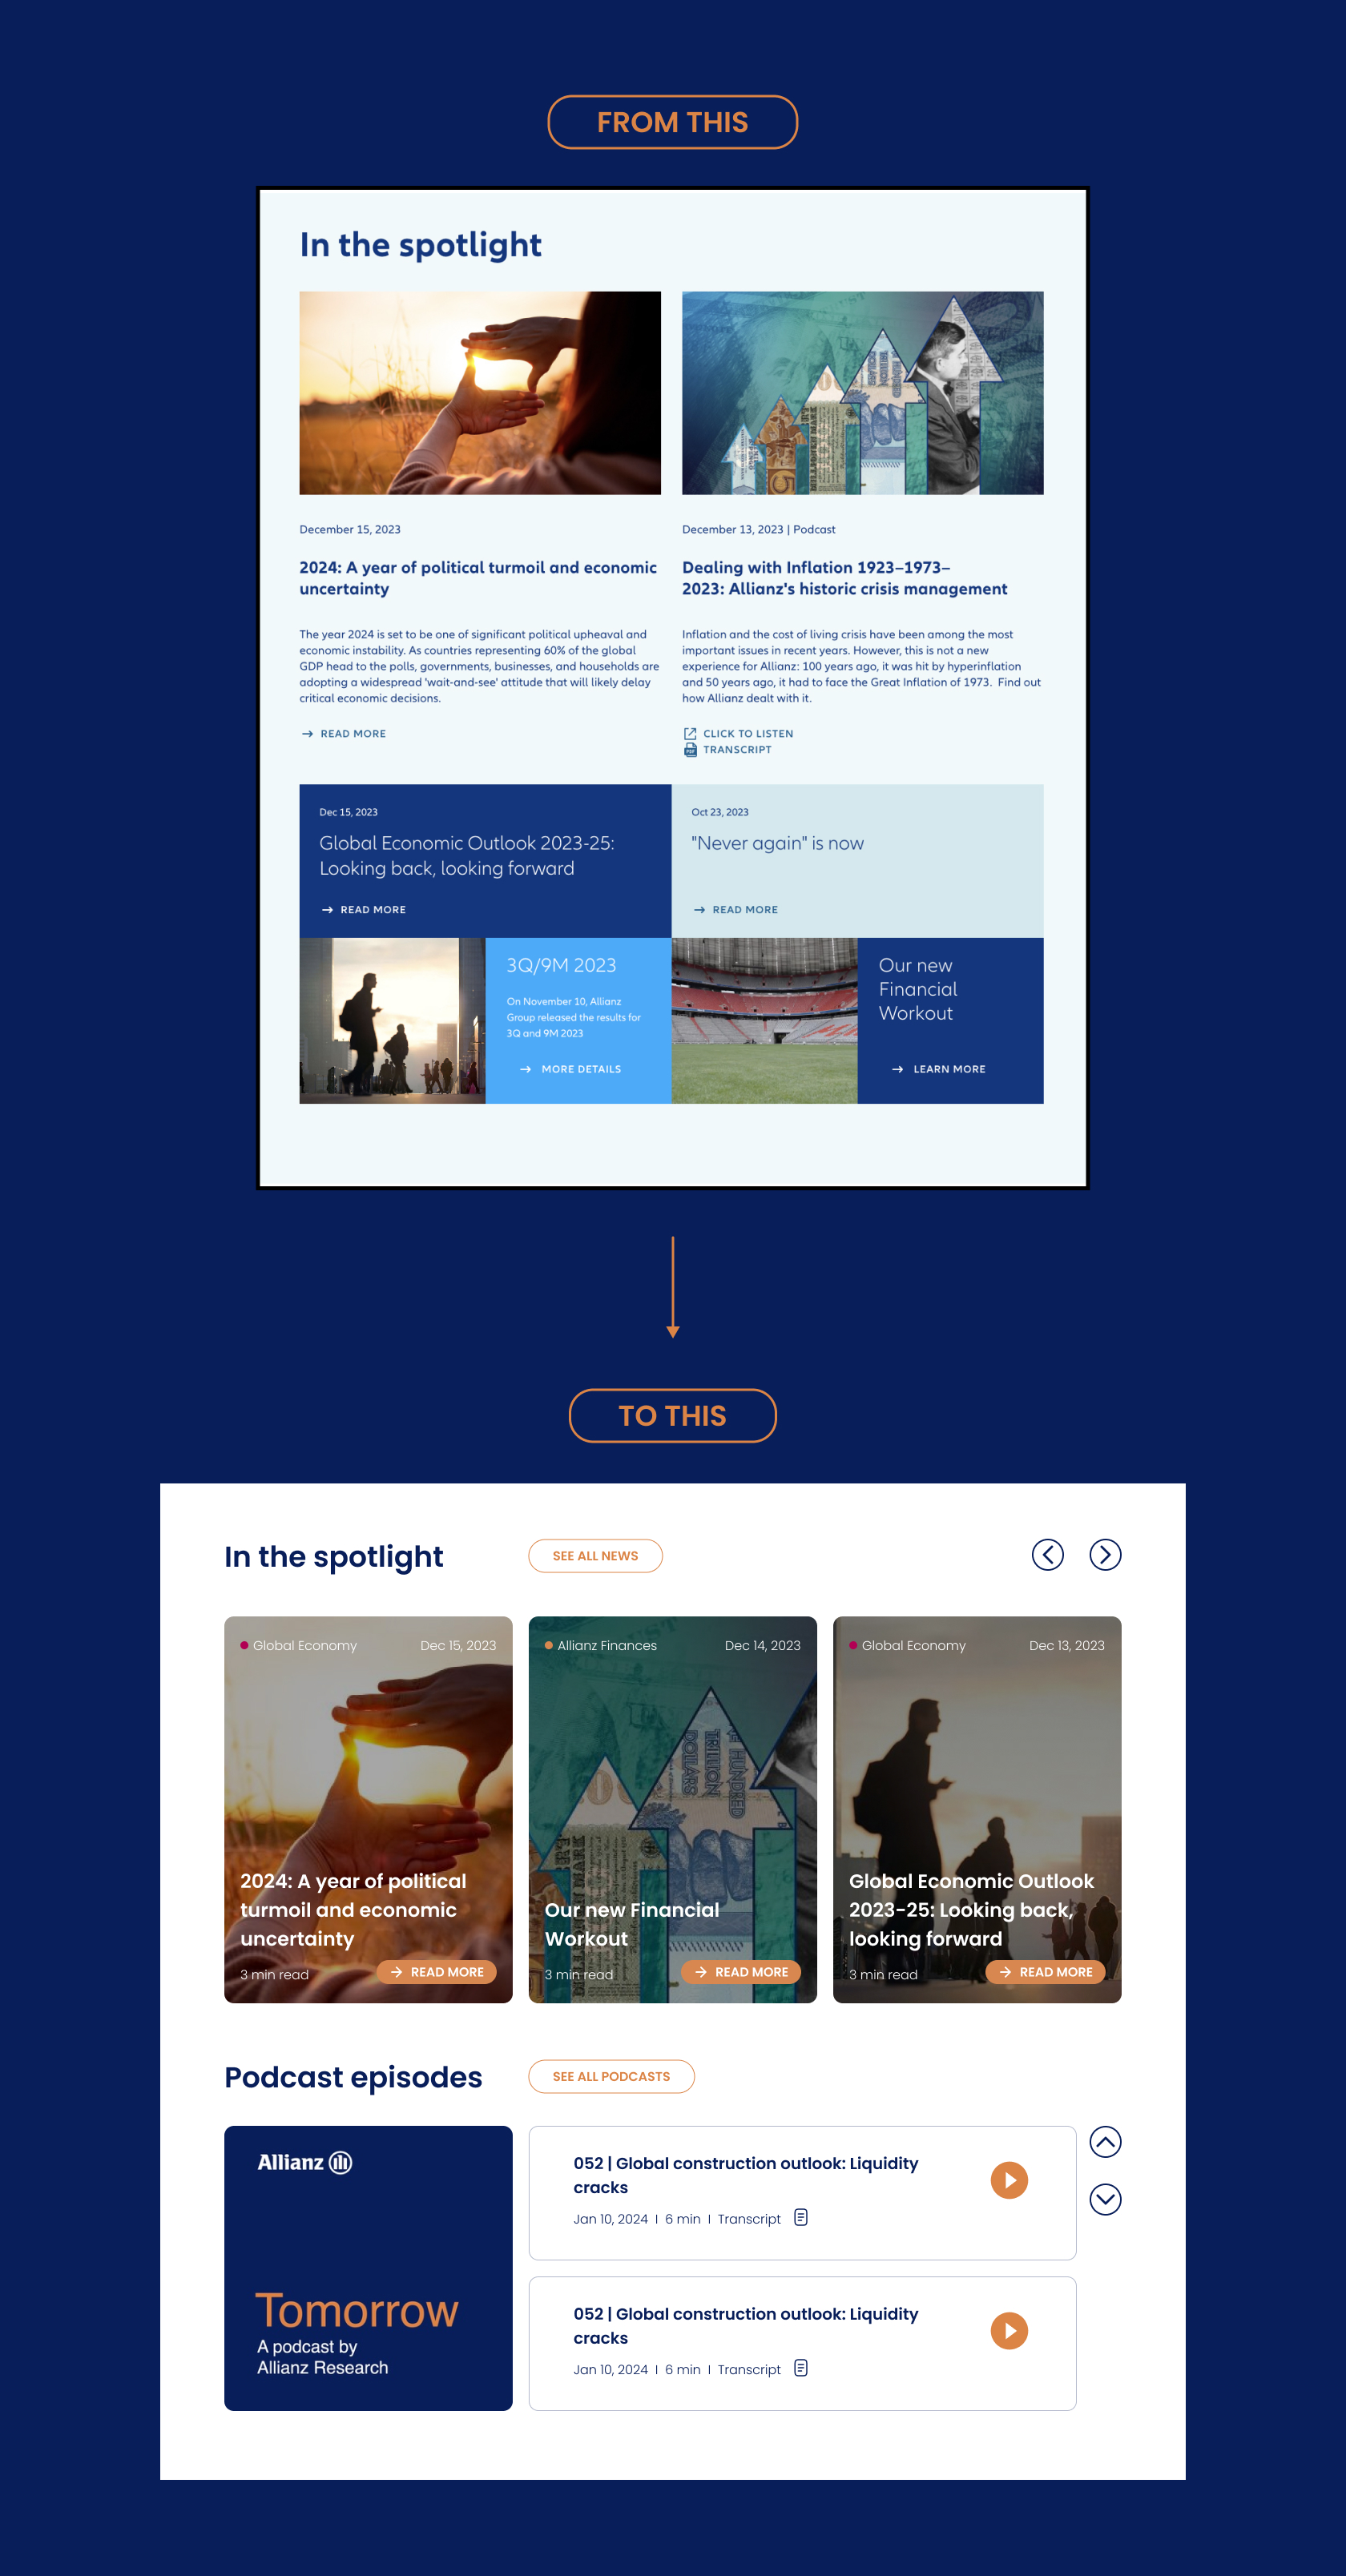 FROM THIS
In the spotlight
December 15, 2023
2024: A year of political turmoil and economic
uncertainty
The year 2024 is set to be one of significant political upheaval and
economic instability. As countries representing 60% of the global
GDP head to the polls, governments, businesses, and households are
adopting a widespread 'wait-and-see' attitude that will likely delay
critical economic decisions.
READ MORE
December 13, 2023 | Podcast
Dealing with Inflation 1923–1973–
2023: Allianz's historic crisis management
Inflation and the cost of living crisis have been among the most
important issues in recent years. However, this is not a new
experience for Allianz: 100 years ago, it was hit by hyperinflation
and 50 years ago, it had to face the Great Inflation of 1973. Find out
how Allianz dealt with it.
CLICK TO LISTEN
TRANSCRIPT
Dec 15, 2023
Global Economic Outlook 2023-25:
Looking back, looking forward
READ MORE
Oct 23, 2023
"Never again" is now
READ MORE
3Q/9M 2023
On November 10, Allianz
Group released the results for
3Q and 9M 2023
MORE DETAILS
Our new
Financial
Workout
LEARN MORE
TO THIS
In the spotlight
SEE ALL NEWS
Global Economy
Dec 15, 2023
2024: A year of political
turmoil and economic
uncertainty
3 min read
READ MORE
Allianz Finances
Dec 14, 2023
HUNDRED
TRILLION
DOLLARS
Our new Financial
Workout
3 min read
READ MORE
Global Economy
Dec 13, 2023
Global Economic Outlook
2023-25: Looking back,
looking forward
3 min read
READ MORE
Podcast episodes
SEE ALL PODCASTS
Allianz
Tomorrow
A podcast by
Allianz Research
052 | Global construction outlook: Liquidity
cracks
Jan 10, 2024 | 6 min | Transcript
052 | Global construction outlook: Liquidity
cracks
Jan 10, 2024 | 6 min | Transcript